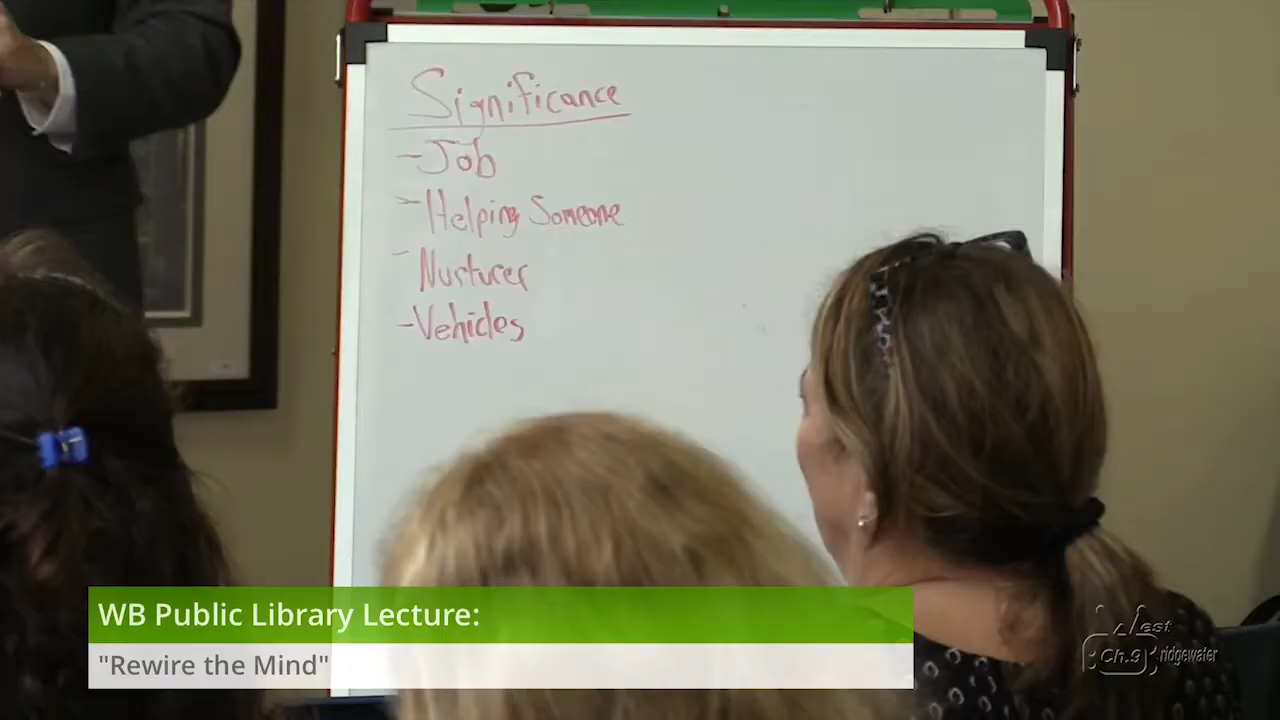 Significance
- Job
- Helping Someone
- Nurturer
- Vehicles
WB Public Library Lecture:
"Rewire the Mind"
West
Ch.9 Bridgewater